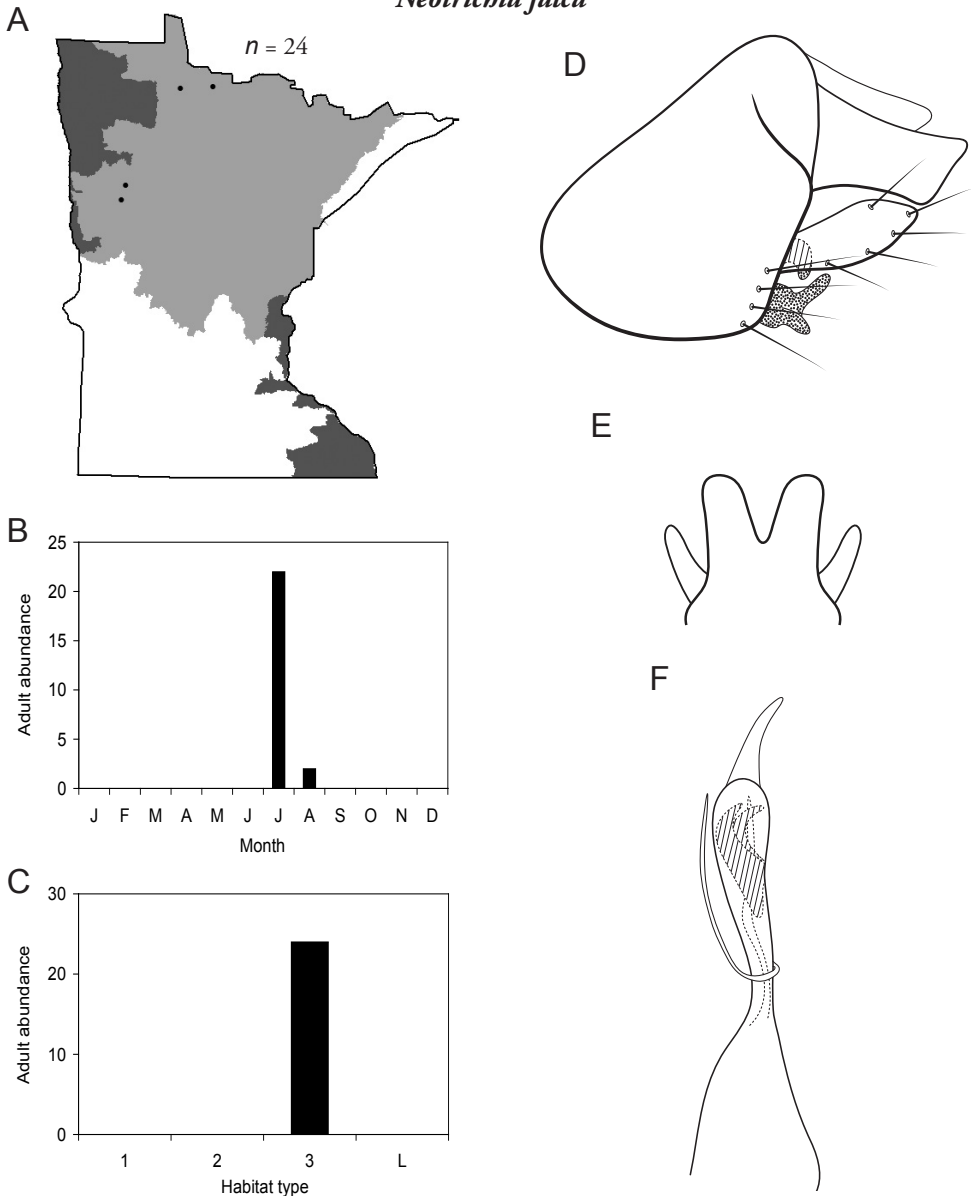 Neotrichia falca
A
n = 24
B
25
20
15
10
5
0
Adult abundance
J F M A M J J A S O N D
Month
C
30
20
10
0
Adult abundance
1 2 3 L
Habitat type
D
E
F